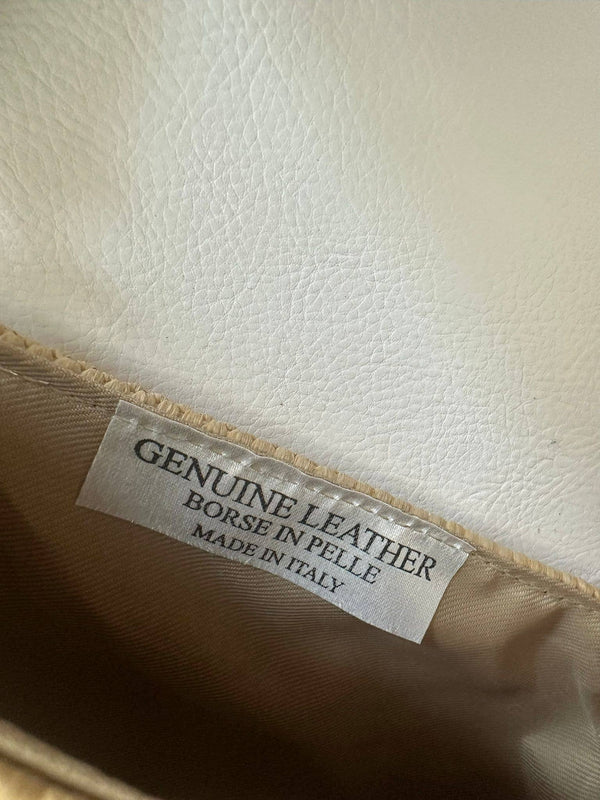 GENUINE LEATHER
BORSE IN PELLE
MADE IN ITALY